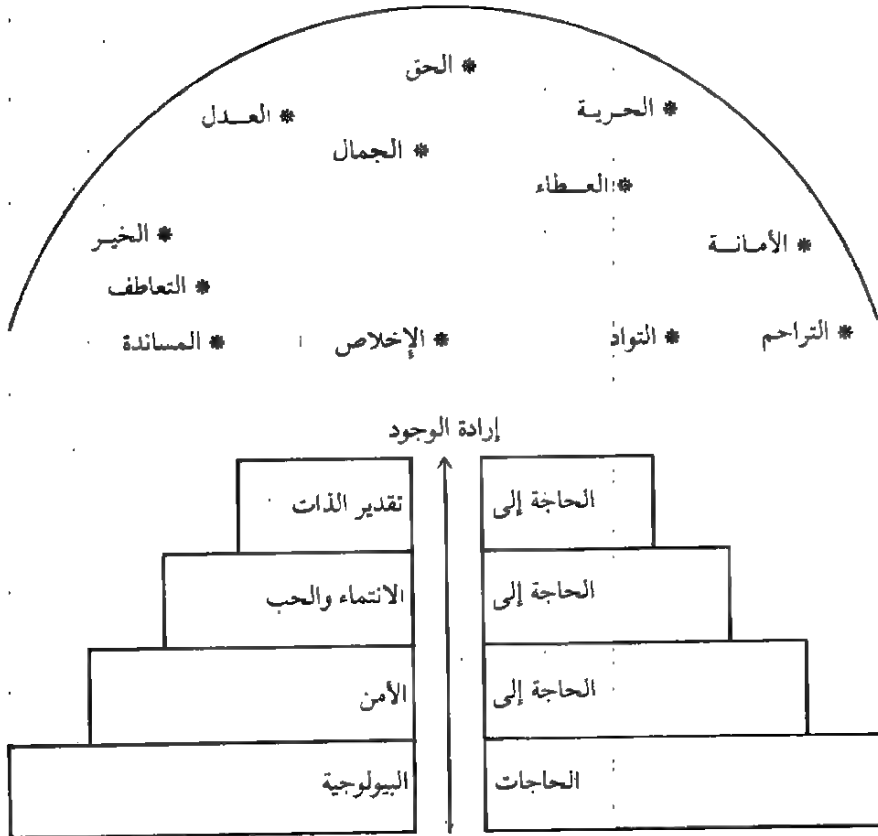 * الحق
* الحرية
* العدل
* الجمال
* العطاء
* الأمانة
* الخير
* التعاطف
* التراحم
* التواد
* الإخلاص
* المساندة
إرادة الوجود
الحاجة إلى تقدير الذات
الحاجة إلى الانتماء والحب
الحاجة إلى الأمن
الحاجات البيولوجية